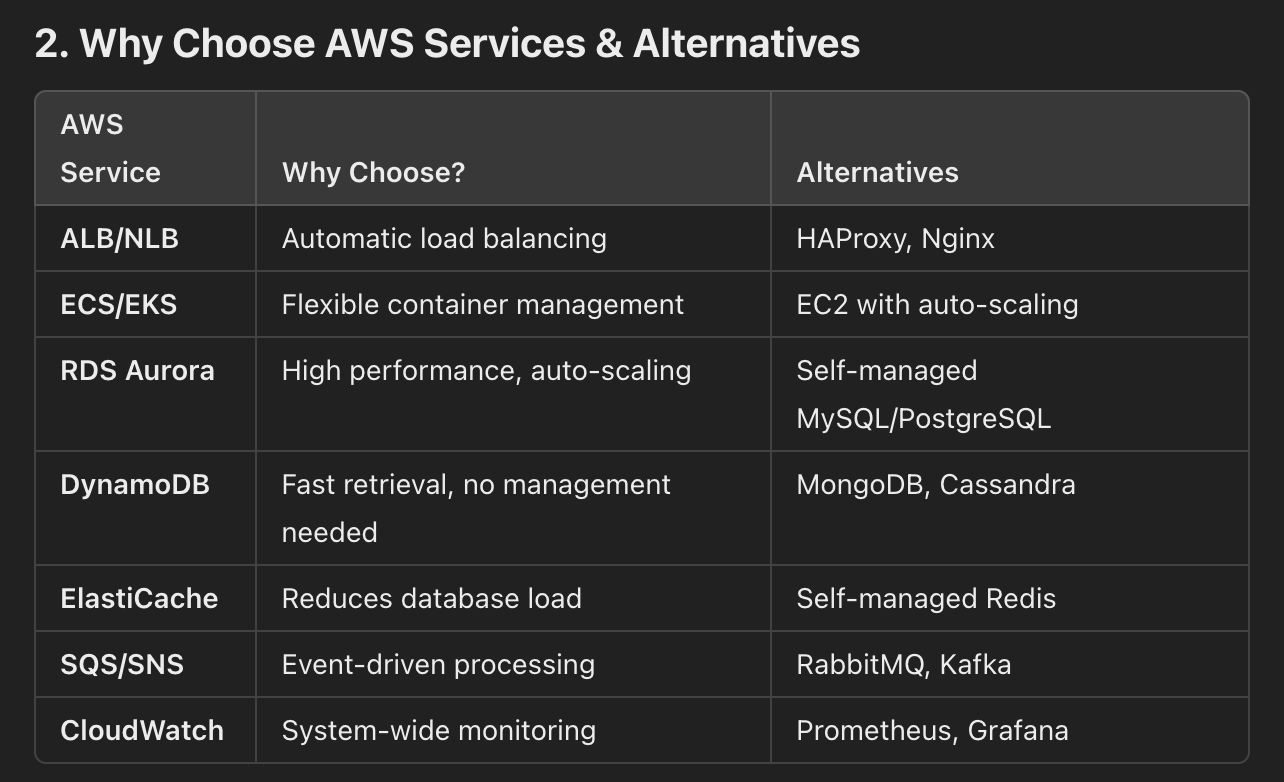 2. Why Choose AWS Services & Alternatives
AWS
Service
Why Choose?
Alternatives
ALB/NLB
Automatic load balancing
HAProxy, Nginx
ECS/EKS
Flexible container management
EC2 with auto-scaling
RDS Aurora
High performance, auto-scaling
Self-managed
MySQL/PostgreSQL
DynamoDB
Fast retrieval, no management
needed
MongoDB, Cassandra
ElastiCache
Reduces database load
Self-managed Redis
SQS/SNS
Event-driven processing
RabbitMQ, Kafka
CloudWatch
System-wide monitoring
Prometheus, Grafana